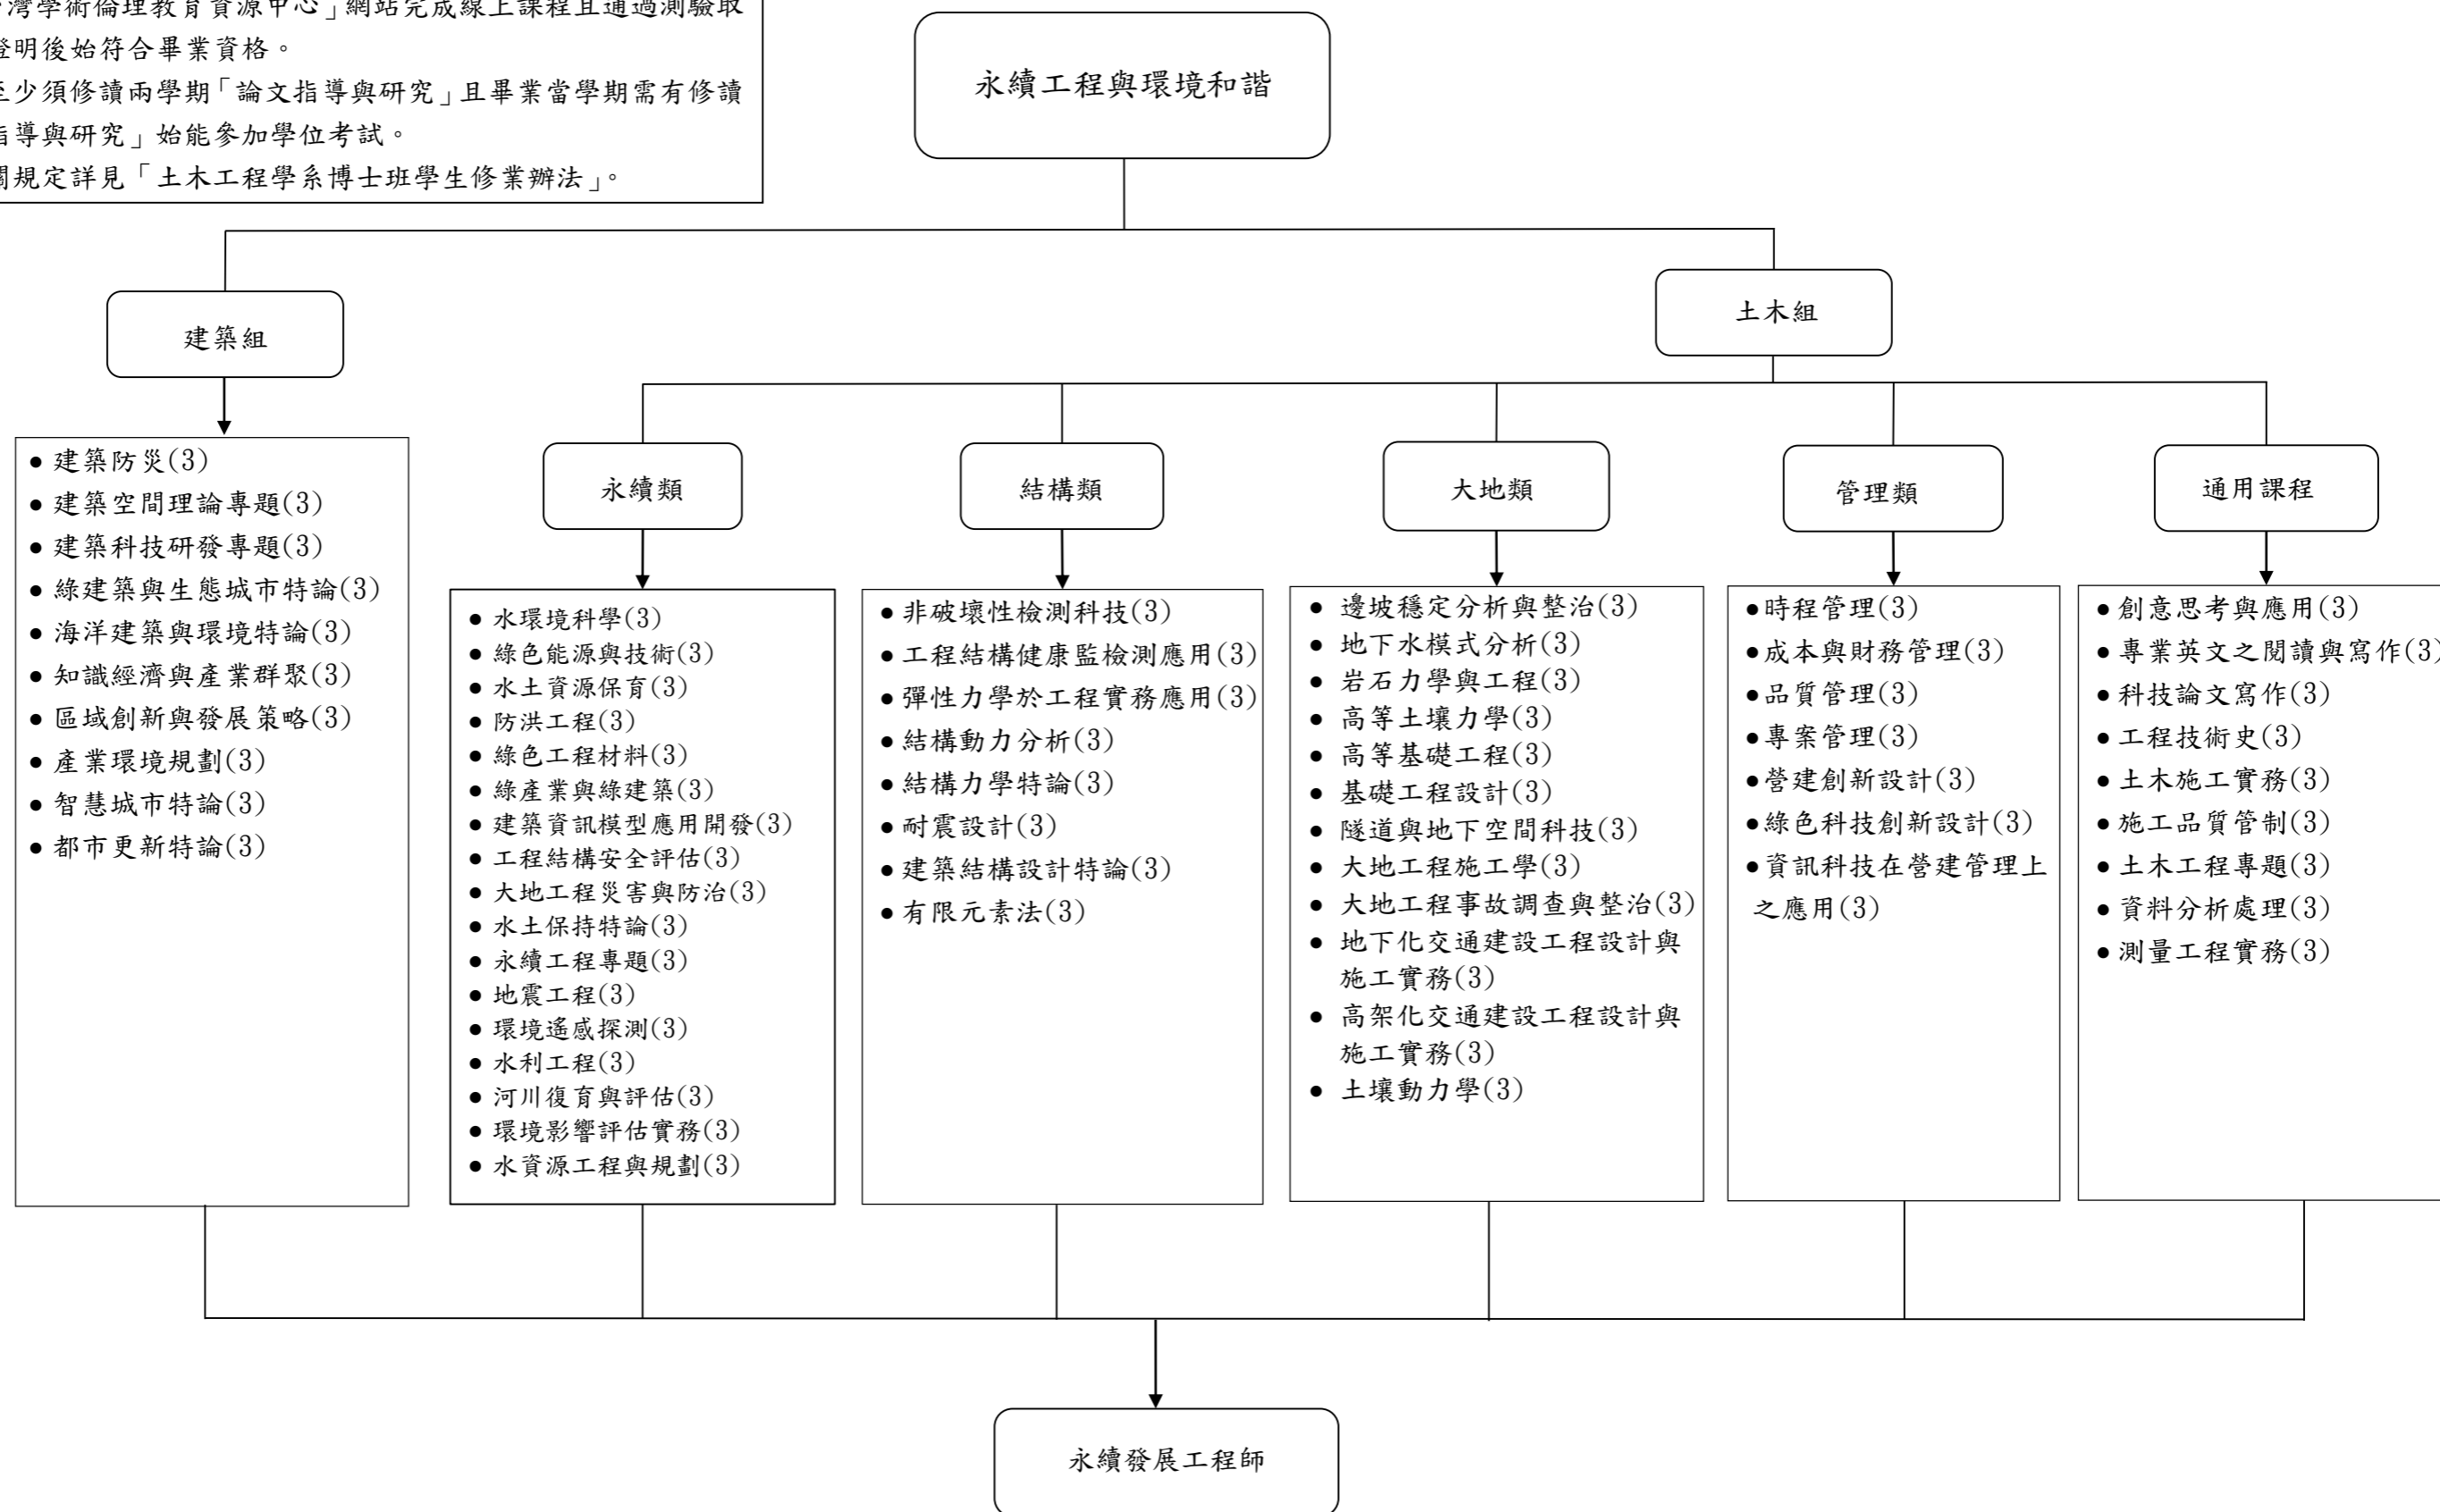 灣學術倫理教育資源中心」網站完成線上課程且通過測驗取
證明後始符合畢業資格。
至少須修讀兩學期「論文指導與研究」且畢業當學期需有修讀
指導與研究」始能參加學位考試。
關規定詳見「土木工程學系博士班學生修業辦法」。
永續工程與環境和諧
建築組
土木組
● 建築防災(3)
● 建築空間理論專題(3)
● 建築科技研發專題(3)
● 綠建築與生態城市特論(3)
● 海洋建築與環境特論(3)
● 知識經濟與產業群聚(3)
● 區域創新與發展策略(3)
● 產業環境規劃(3)
● 智慧城市特論(3)
● 都市更新特論(3)
永續類
● 水環境科學(3)
● 綠色能源與技術(3)
● 水土資源保育(3)
● 防洪工程(3)
● 綠色工程材料(3)
● 綠產業與綠建築(3)
● 建築資訊模型應用開發(3)
● 工程結構安全評估(3)
● 大地工程災害與防治(3)
● 水土保持特論(3)
● 永續工程專題(3)
● 地震工程(3)
● 環境遙感探測(3)
● 水利工程(3)
● 河川復育與評估(3)
● 環境影響評估實務(3)
● 水資源工程與規劃(3)
結構類
● 非破壞性檢測科技(3)
● 工程結構健康監檢測應用(3)
● 彈性力學於工程實務應用(3)
● 結構動力分析(3)
● 結構力學特論(3)
● 耐震設計(3)
● 建築結構設計特論(3)
● 有限元素法(3)
大地類
● 邊坡穩定分析與整治(3)
● 地下水模式分析(3)
● 岩石力學與工程(3)
● 高等土壤力學(3)
● 高等基礎工程(3)
● 基礎工程設計(3)
● 隧道與地下空間科技(3)
● 大地工程施工學(3)
● 大地工程事故調查與整治(3)
● 地下化交通建設工程設計與
施工實務(3)
● 高架化交通建設工程設計與
施工實務(3)
● 土壤動力學(3)
管理類
●時程管理(3)
●成本與財務管理(3)
●品質管理(3)
●專案管理(3)
●營建創新設計(3)
●綠色科技創新設計(3)
●資訊科技在營建管理上
之應用(3)
通用課程
● 創意思考與應用(3)
● 專業英文之閱讀與寫作(3)
● 科技論文寫作(3)
● 工程技術史(3)
● 土木施工實務(3)
● 施工品質管制(3)
● 土木工程專題(3)
● 資料分析處理(3)
● 測量工程實務(3)
永續發展工程師